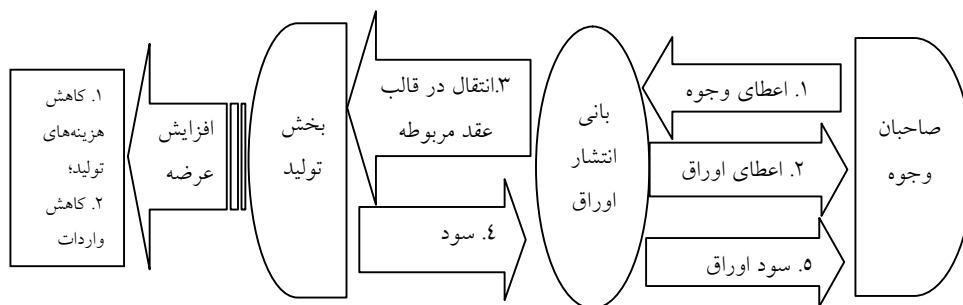 صاحبان
وجوه
۱. اعطای وجوه
۲. اعطای اوراق
۵. سود اوراق
بانی
انتشار
اوراق
۳.انتقال در قالب
عقد مربوطه
۴. سود
بخش
تولید
افزایش
عرضه
۱. کاهش
هزینه‌های
تولید؛
۲. کاهش
واردات